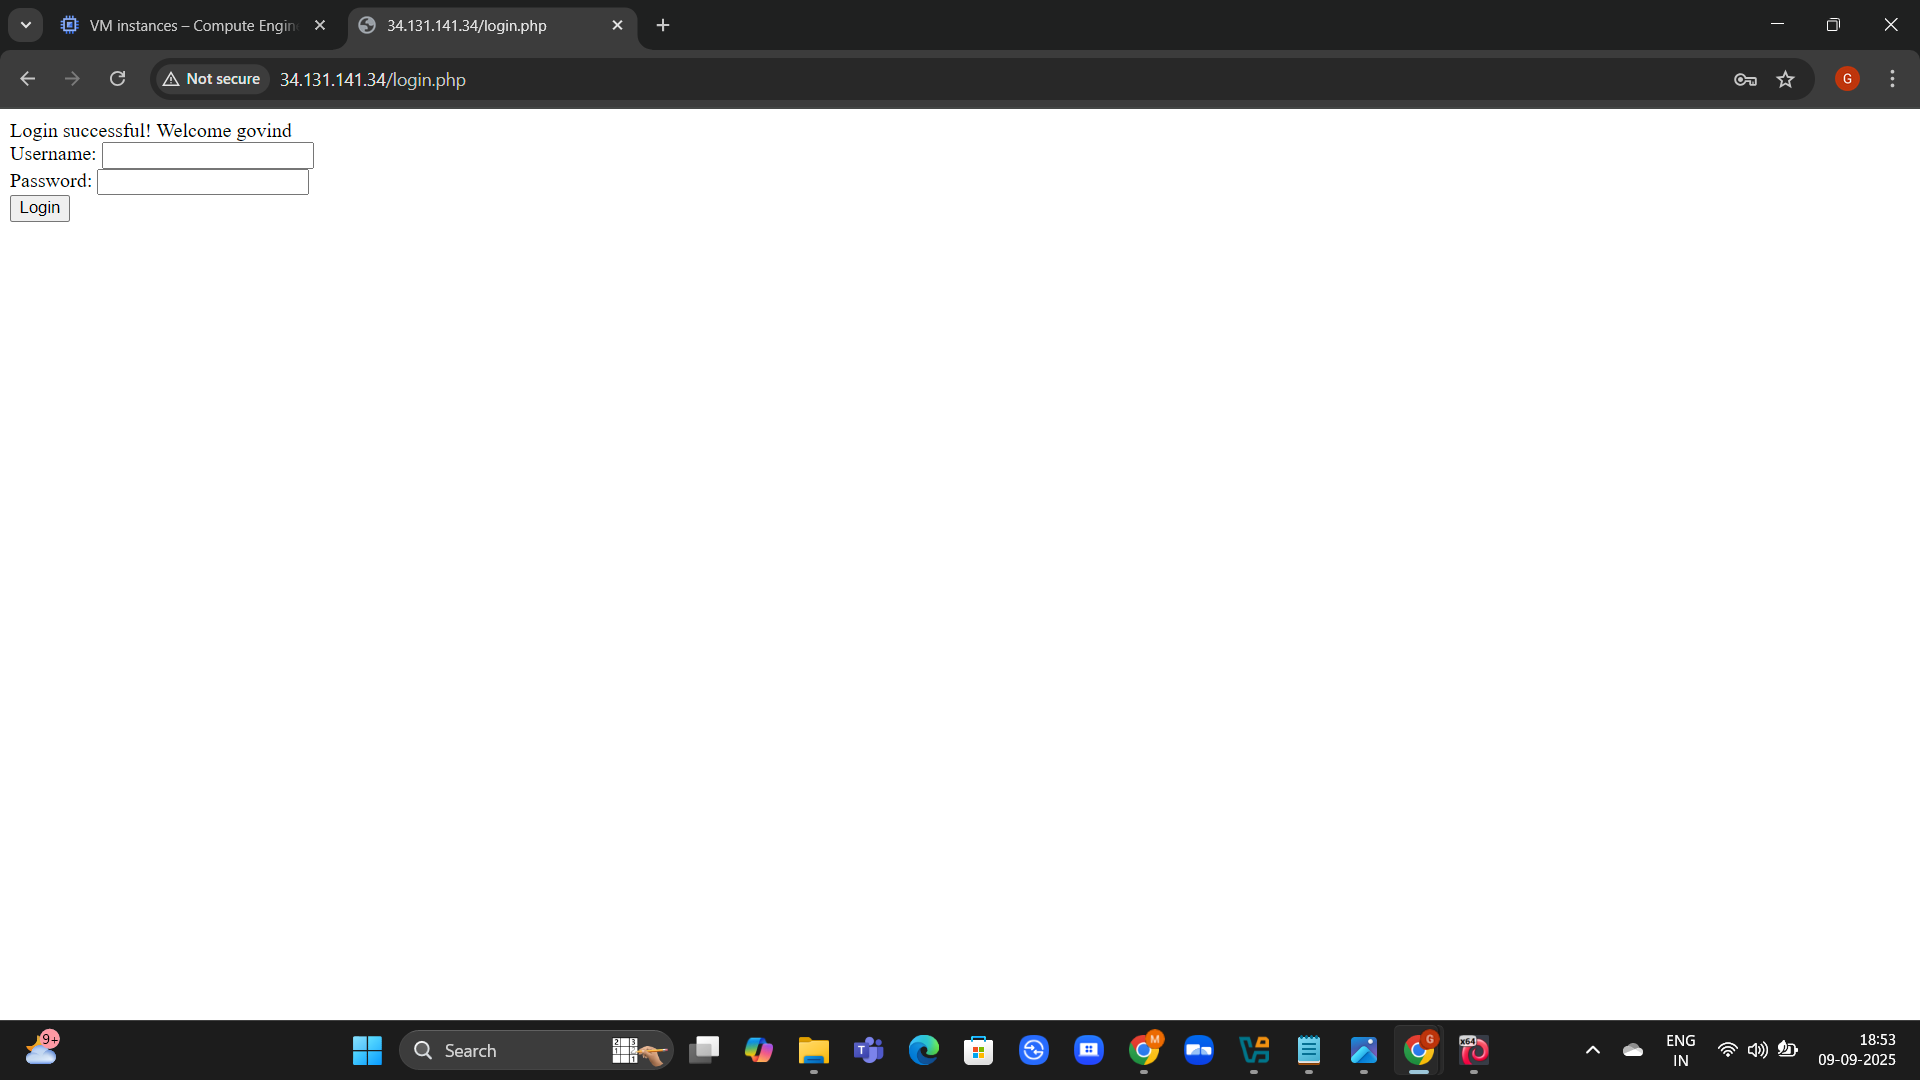 VM instances – Compute Engin
34.131.141.34/login.php
Not secure
34.131.141.34/login.php
G
Login successful! Welcome govind
Username:
Password:
Login
9+
Search
M
G
x64
ENG
IN
18:53
09-09-2025